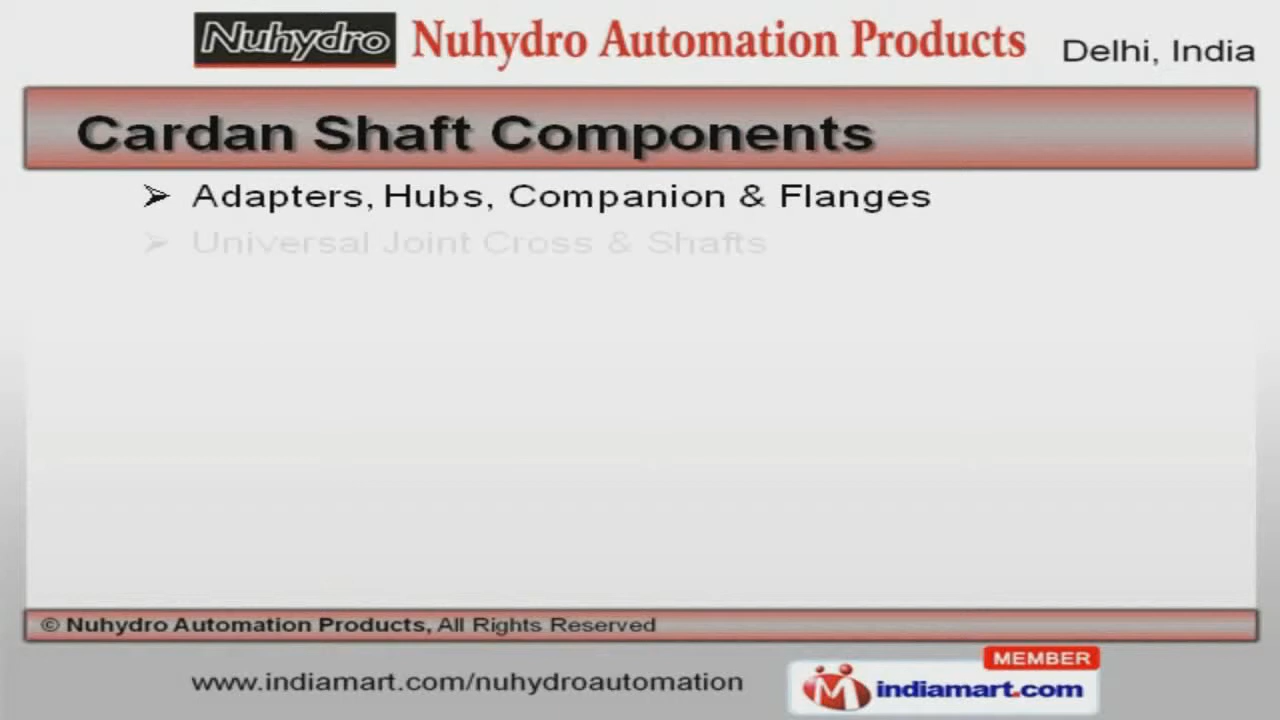 Nuhydro Nuhydro Automation Products Delhi, India
Cardan Shaft Components
➢ Adapters, Hubs, Companion & Flanges
➢ Universal Joint Cross & Shafts
© Nuhydro Automation Products, All Rights Reserved
MEMBER
www.indiamart.com/nuhydroautomation indiamart.com